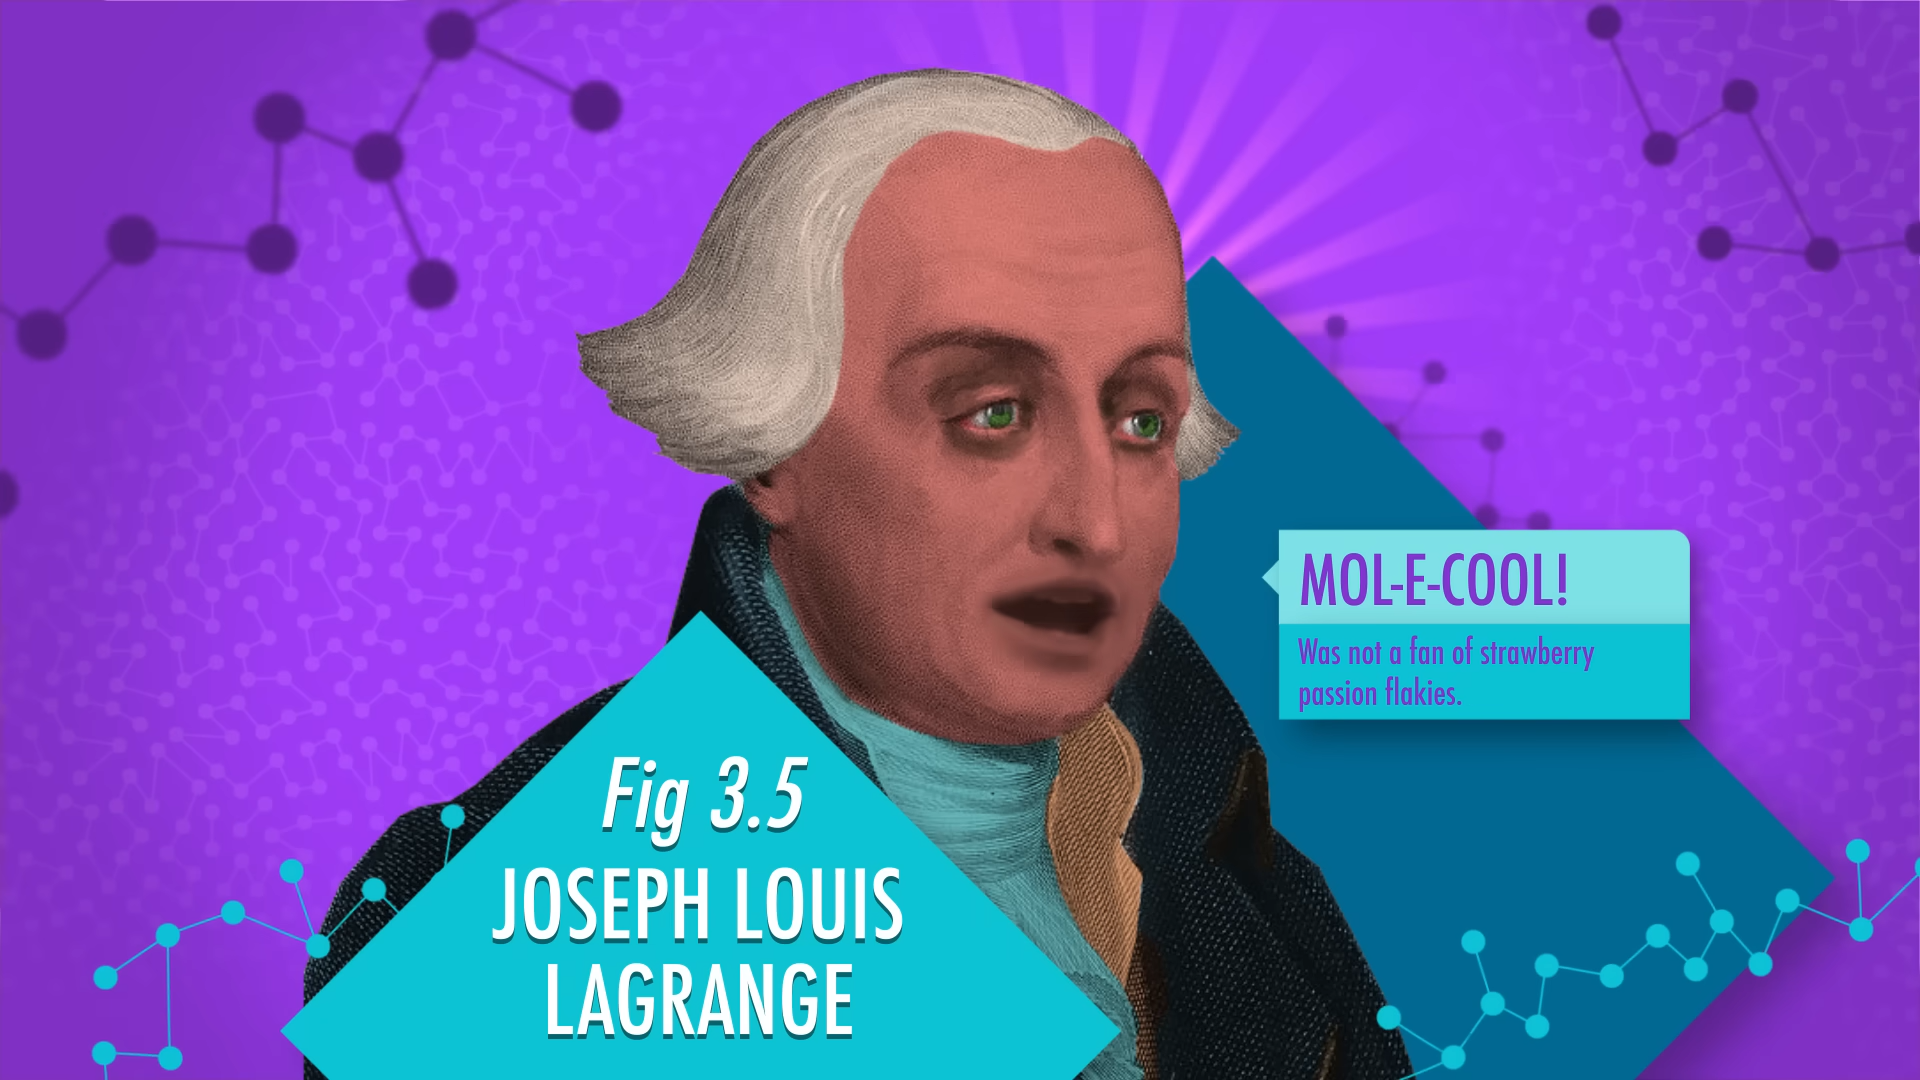 MOL-E-COOL!
Was not a fan of strawberry
passion flakies.
Fig 3.5
JOSEPH LOUIS
LAGRANGE